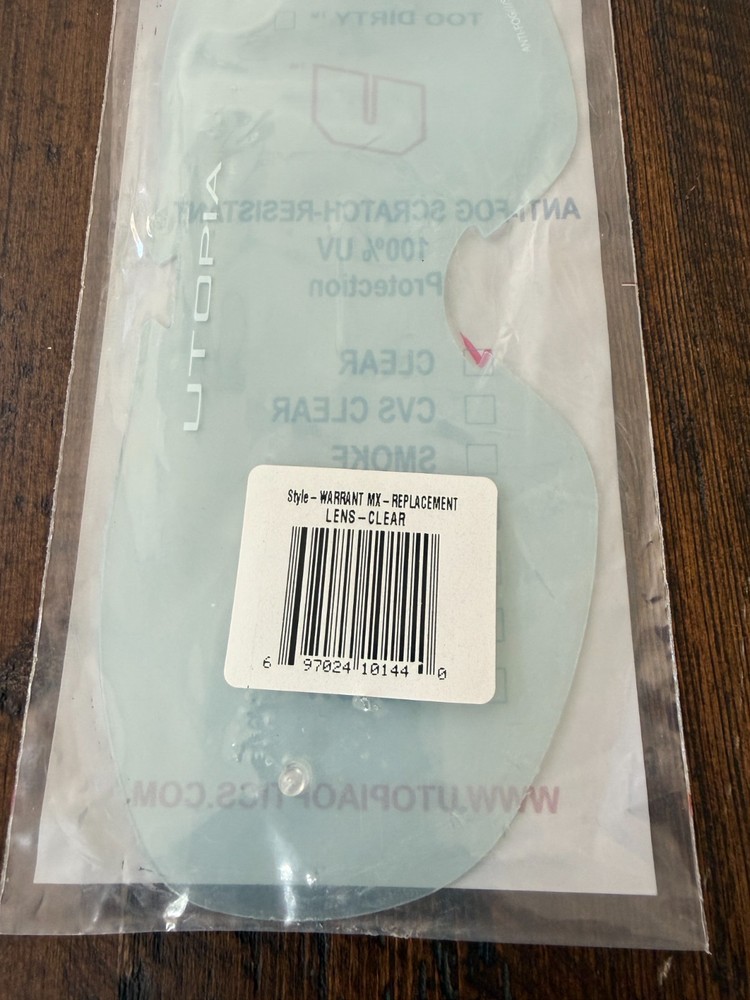 TOO DIRTY™
ANTI-FOG SCRATCH-RESISTANT
100% UV
Protection
UTOPIA
CLEAR
CVS CLEAR
SMOKE
Style - WARRANT MX - REPLACEMENT
LENS - CLEAR
6 97024 10144 0
WWW.UTOPIAOPTICS.COM